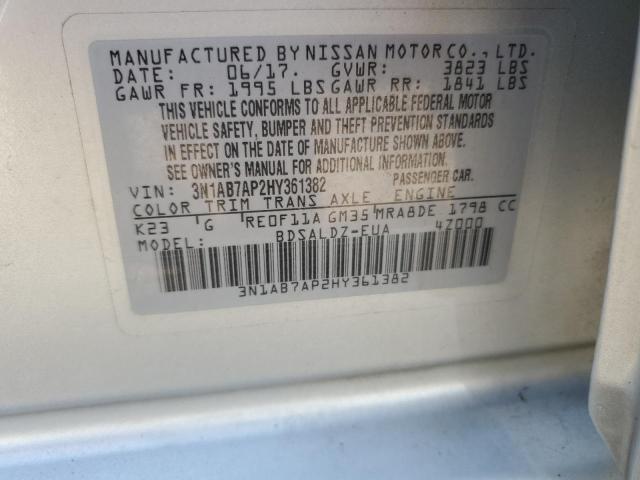 MANUFACTURED BY NISSAN MOTOR CO., LTD.
DATE: 06/17. GVWR: 3823 LBS
GAWR FR: 1995 LBS GAWR RR: 1841 LBS
THIS VEHICLE CONFORMS TO ALL APPLICABLE FEDERAL MOTOR
VEHICLE SAFETY, BUMPER AND THEFT PREVENTION STANDARDS
IN EFFECT ON THE DATE OF MANUFACTURE SHOWN ABOVE.
SEE OWNER'S MANUAL FOR ADDITIONAL INFORMATION.
VIN: 3N1AB7AP2HY361382 PASSENGER CAR
COLOR TRIM TRANS AXLE ENGINE
K23 G RE0F11A GM35 MRA8DE 1798 CC
MODEL: BDSALDZ-EUA 4Z000
3N1AB7AP2HY361382